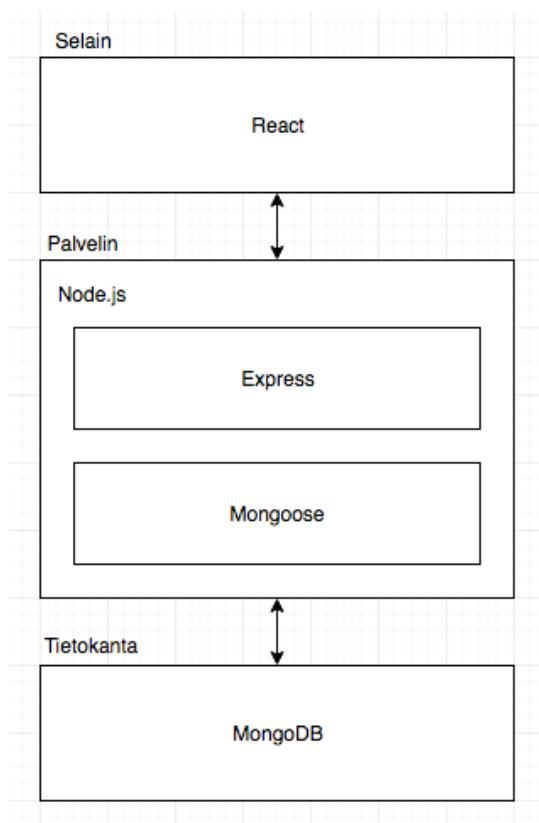 Selain
React
Palvelin
Node.js
Express
Mongoose
Tietokanta
MongoDB